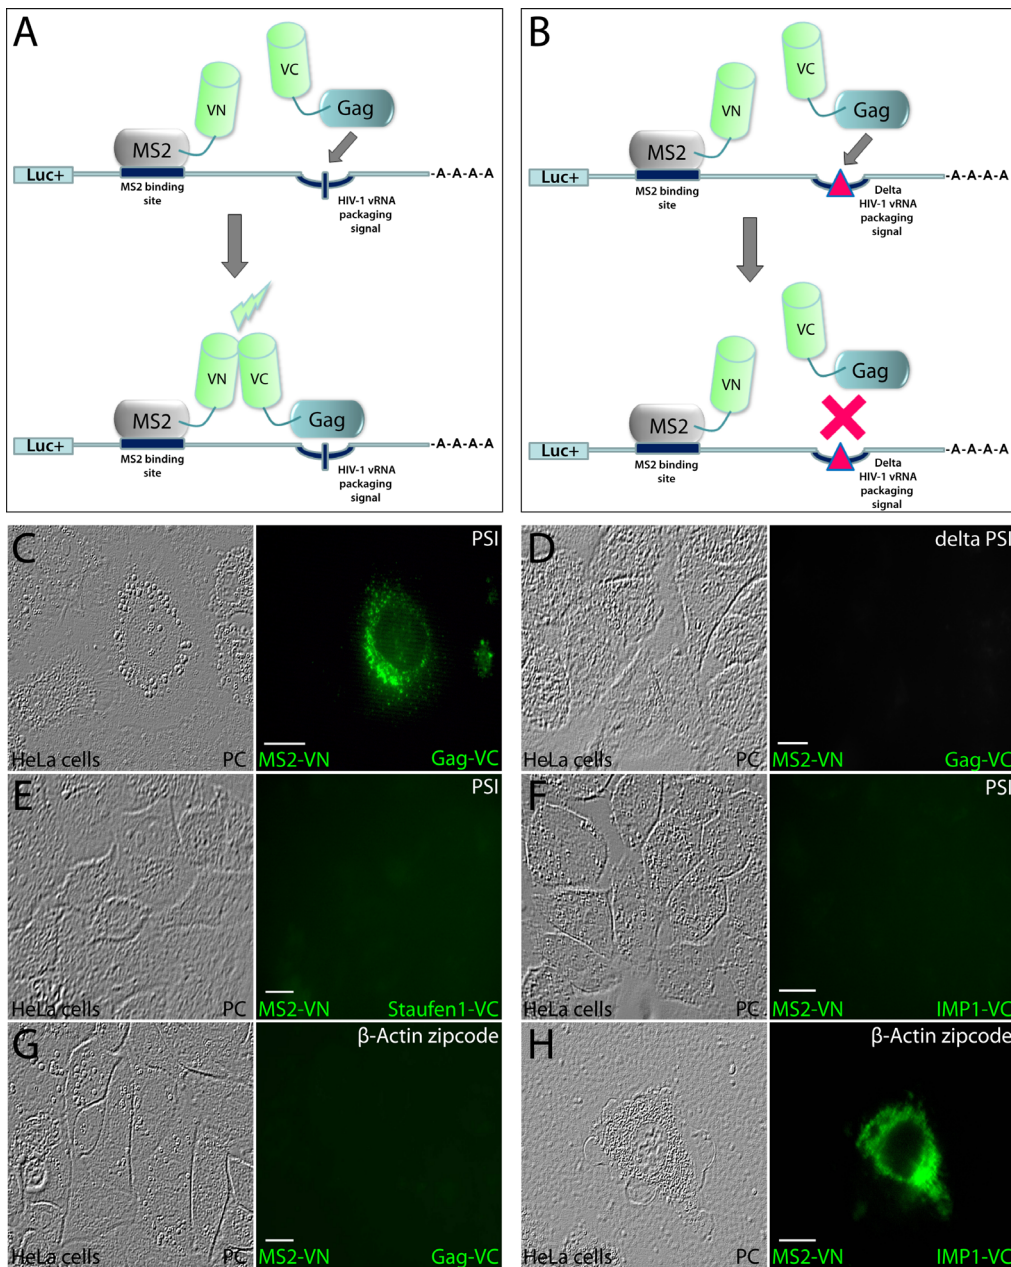 A
VC
VN
Gag
MS2
Luc+
-A-A-A-A
MS2 binding
site
HIV-1 vRNA
packaging
signal
VN
VC
MS2
Gag
Luc+
-A-A-A-A
MS2 binding
site
HIV-1 vRNA
packaging
signal
B
VC
VN
Gag
MS2
Luc+
-A-A-A-A
MS2 binding
site
Delta
HIV-1 vRNA
packaging
signal
VC
VN
Gag
MS2
Luc+
-A-A-A-A
MS2 binding
site
Delta
HIV-1 vRNA
packaging
signal
C
PSI
HeLa cells PC
MS2-VN Gag-VC
D
delta PSI
HeLa cells PC
MS2-VN Gag-VC
E
PSI
HeLa cells PC
MS2-VN Staufen1-VC
F
PSI
HeLa cells PC
MS2-VN IMP1-VC
G
β-Actin zipcode
HeLa cells PC
MS2-VN Gag-VC
H
β-Actin zipcode
HeLa cells PC
MS2-VN IMP1-VC